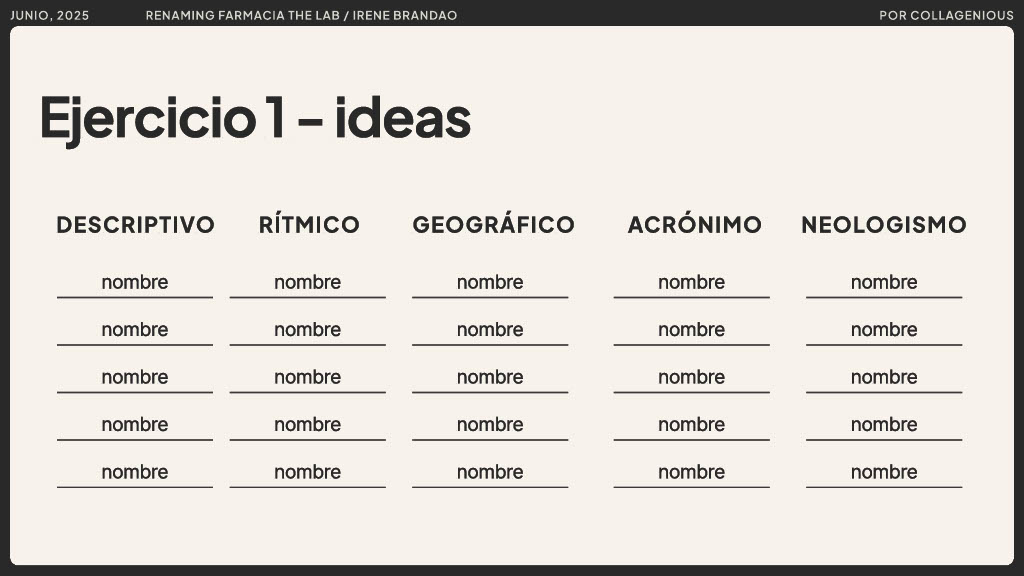 JUNIO, 2025 RENAMING FARMACIA THE LAB / IRENE BRANDAO POR COLLAGENIOUS
Ejercicio 1 – ideas
DESCRIPTIVO RÍTMICO GEOGRÁFICO ACRÓNIMO NEOLOGISMO
nombre nombre nombre nombre nombre
nombre nombre nombre nombre nombre
nombre nombre nombre nombre nombre
nombre nombre nombre nombre nombre
nombre nombre nombre nombre nombre